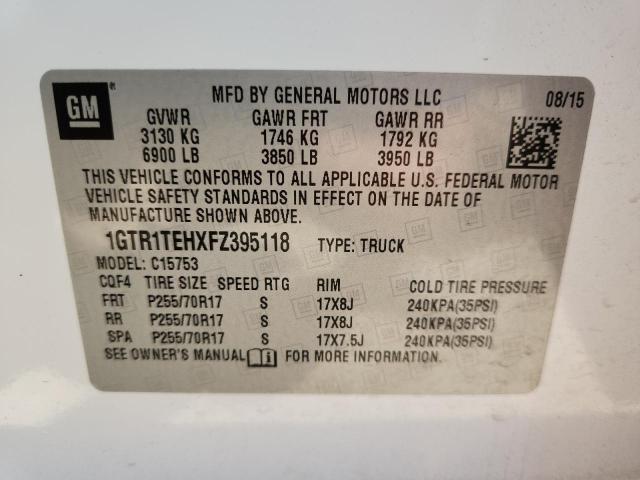 GM
MFD BY GENERAL MOTORS LLC 08/15
GVWR GAWR FRT GAWR RR
3130 KG 1746 KG 1792 KG
6900 LB 3850 LB 3950 LB
THIS VEHICLE CONFORMS TO ALL APPLICABLE U.S. FEDERAL MOTOR
VEHICLE SAFETY STANDARDS IN EFFECT ON THE DATE OF
MANUFACTURE SHOWN ABOVE.
1GTR1TEHXFZ395118 TYPE: TRUCK
MODEL: C15753
CQF4 TIRE SIZE SPEED RTG RIM COLD TIRE PRESSURE
FRT P255/70R17 S 17X8J 240KPA(35PSI)
RR P255/70R17 S 17X8J 240KPA(35PSI)
SPA P255/70R17 S 17X7.5J 240KPA(35PSI)
SEE OWNER'S MANUAL FOR MORE INFORMATION.